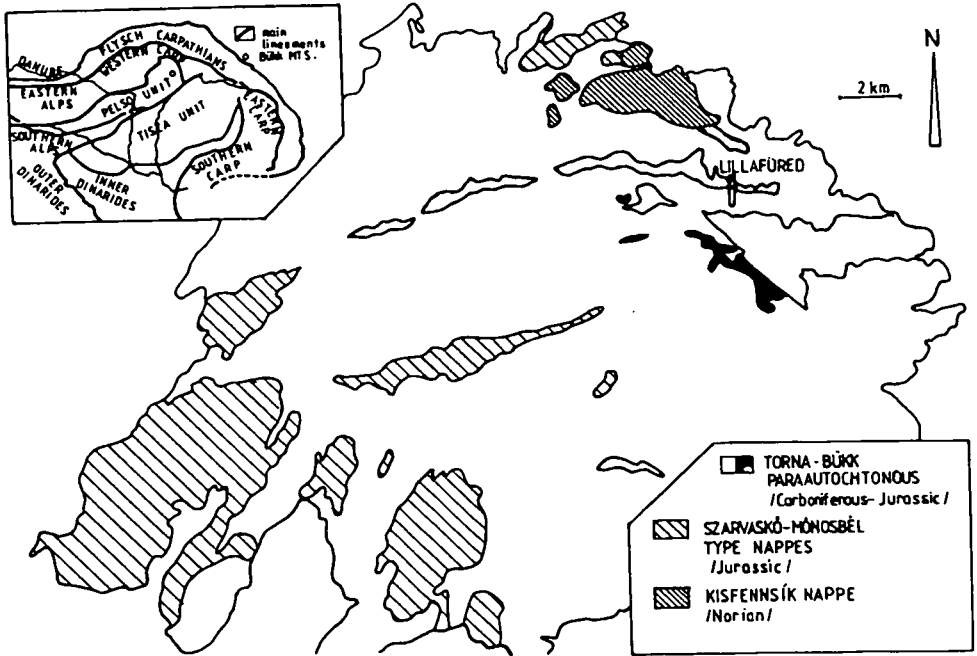 FLYSCH CARPATHIANS
WESTERN CARP
DANUBE
EASTERN ALPS
PELSO UNIT
TISZA UNIT
EASTERN CARP
SOUTHERN ALPS
SOUTHERN CARP
OUTER DINARIDES
INNER DINARIDES
main
lineaments
BÜKK MTS.
N
2 km
LILLAFÜRED
TORNA-BÜKK
PARAAUTOCHTONOUS
/Carboniferous-Jurassic/
SZARVASKŐ-MÓNOSBÉL
TYPE NAPPES
/Jurassic/
KISFENNSÍK NAPPE
/Norian/